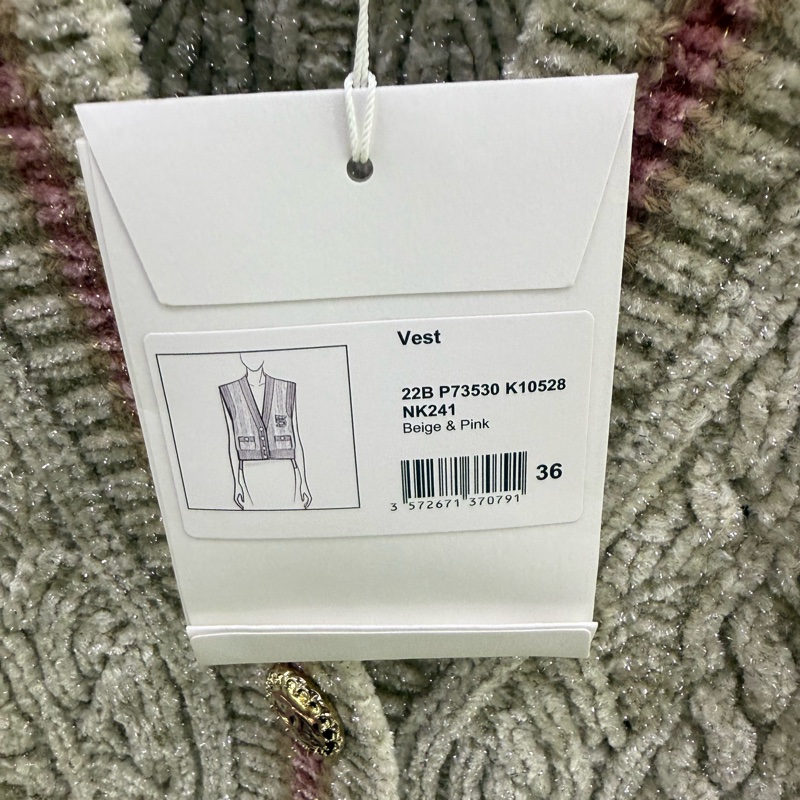 Vest
22B P73530 K10528
NK241
Beige & Pink
36
3 572671 370791